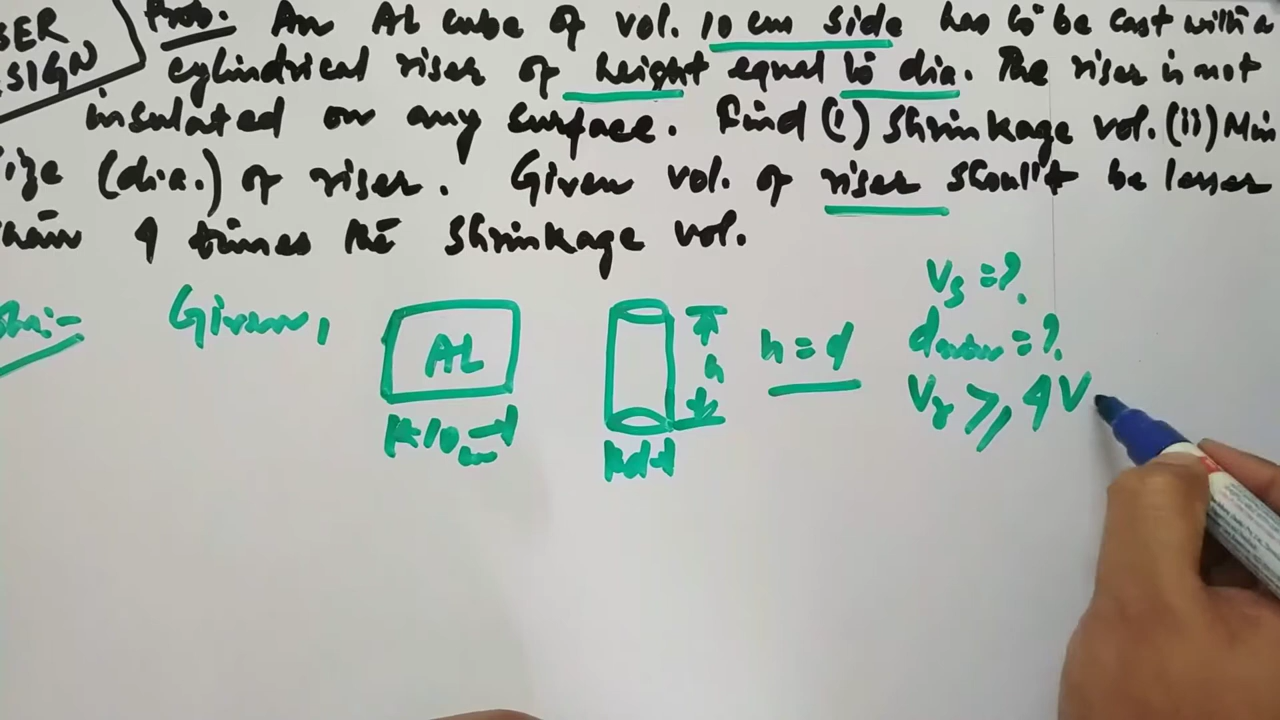 SER
SIGN
Prob. An AL cube of vol. 10 cm side has to be cast with a
cylindrical riser of height equal to dia. The riser is not
insulated on any surface. Find (i) Shrinkage vol. (ii) Min
ize (dia.) of riser. Given vol. of riser should't be lesser
than 4 times the shrinkage vol.
Given,
AL
10 cm
h
d
h = d
Vs = ?
dmin = ?
Vr ⩾ 4V